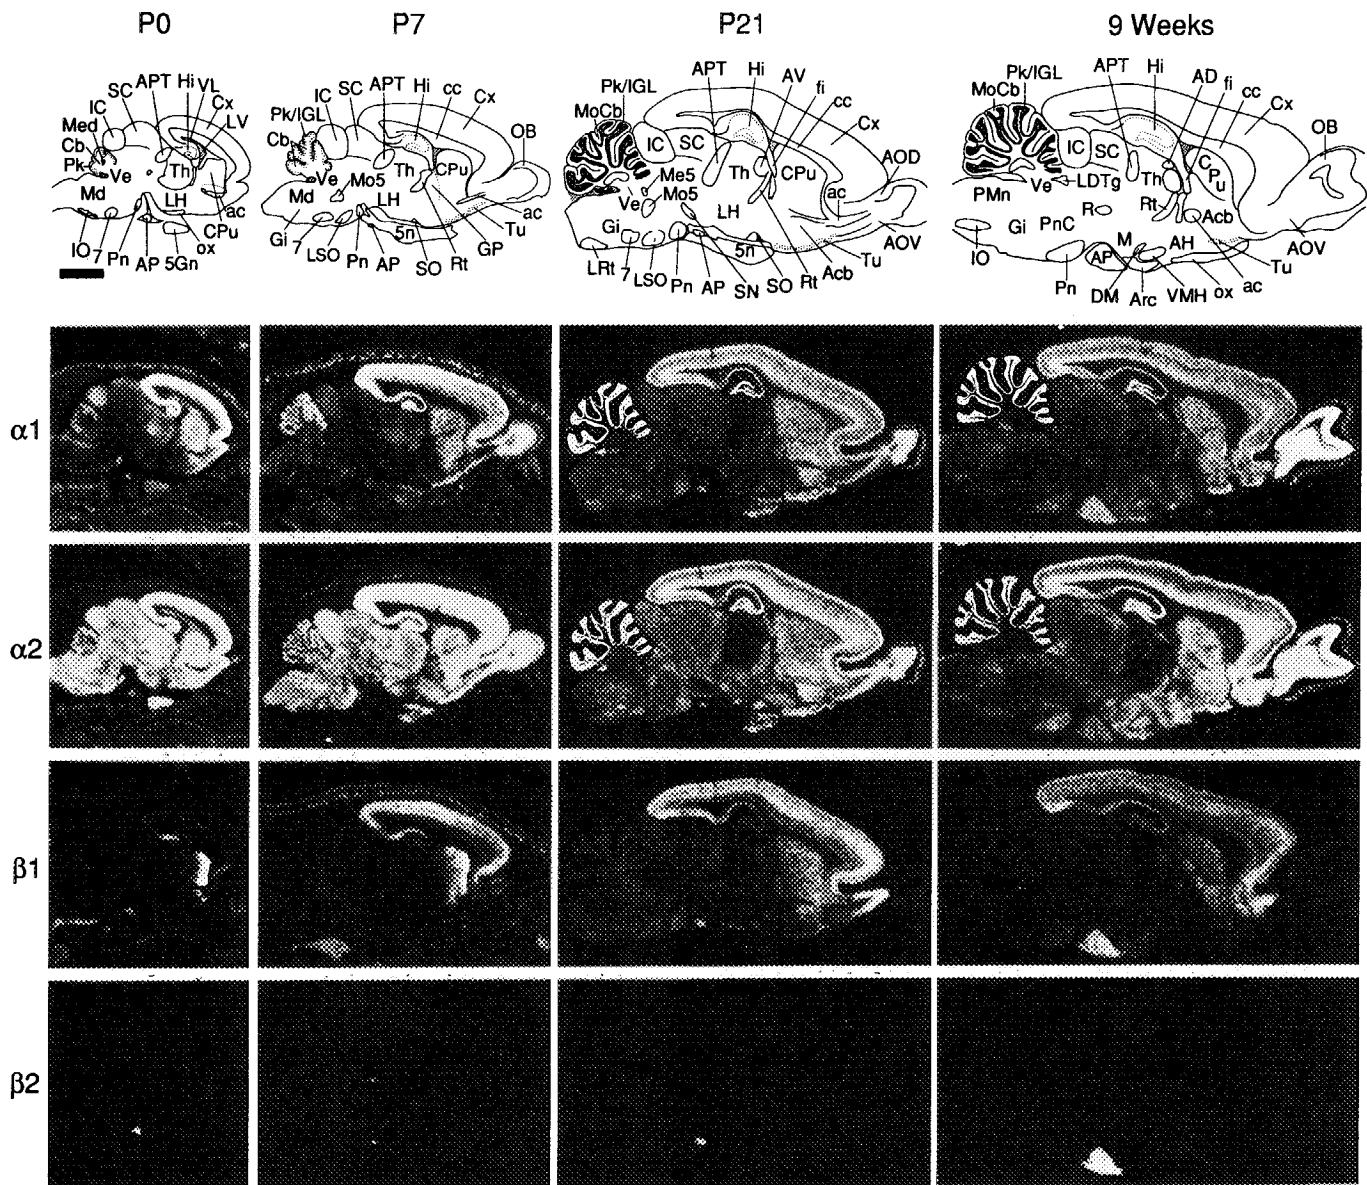 P0 P7 P21 9 Weeks
SC APT Hi VL Cx LV IC Med Cb Pk Ve Th Md LH ac CPu ox IO 7 Pn AP 5Gn
Pk/IGL IC SC APT Hi cc Cx OB Cb Ve Th Mo5 Md LH Gi 7 LSO Pn AP 5n SO Rt GP Tu ac
Pk/IGL MoCb APT Hi AV fi cc Cx IC SC AOD Th CPu Me5 Mo5 Ve LH ac AOV LRt 7 LSO Pn AP SN 5n SO Rt Acb Tu
Pk/IGL MoCb APT Hi AD fi cc Cx OB IC SC CPu Th PMn Ve LDTg Rt Acb Gi PnC R IO M AH AP Pn DM Arc VMH ox ac Tu AOV
α1
α2
β1
β2